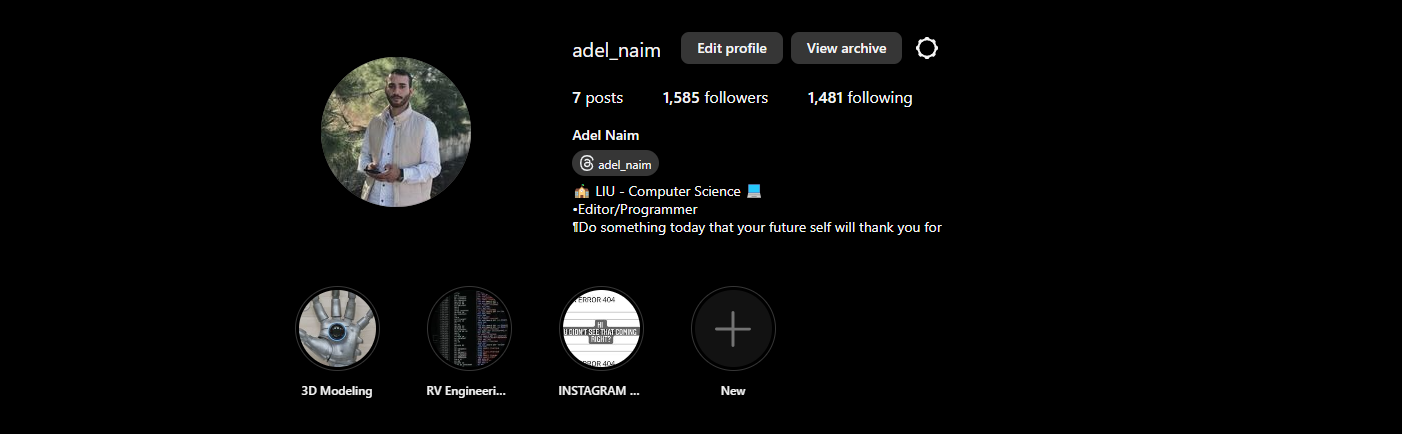 adel_naim Edit profile View archive
7 posts 1,585 followers 1,481 following
Adel Naim
adel_naim
LIU - Computer Science
•Editor/Programmer
¶Do something today that your future self will thank you for
ERROR 404
HI
U DIDN'T SEE THAT COMING
RIGHT?
ERROR 404
3D Modeling RV Engineeri... INSTAGRAM ... New